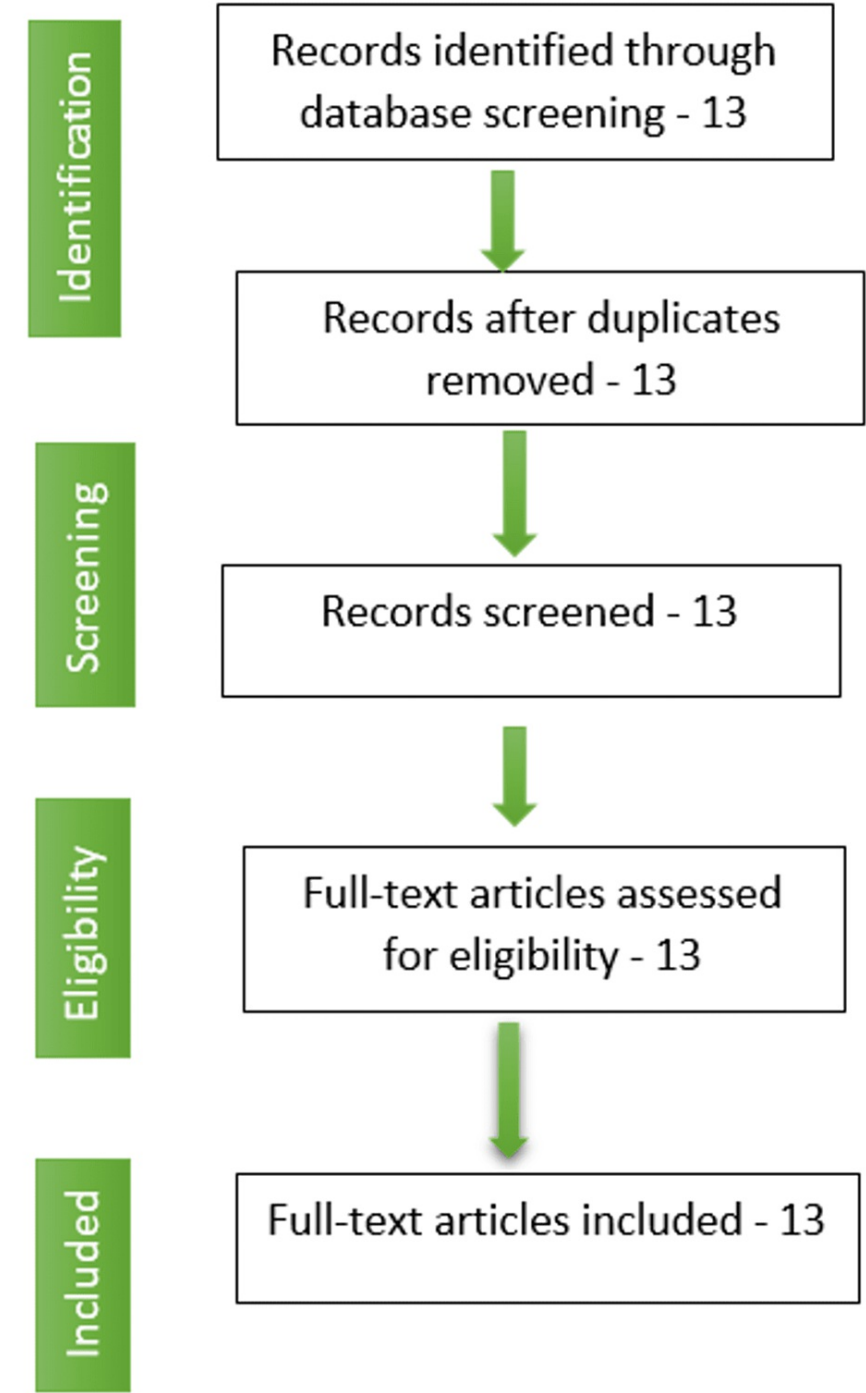 Identification
Records identified through
database screening - 13
Records after duplicates
removed - 13
Screening
Records screened - 13
Eligibility
Full-text articles assessed
for eligibility - 13
Included
Full-text articles included - 13